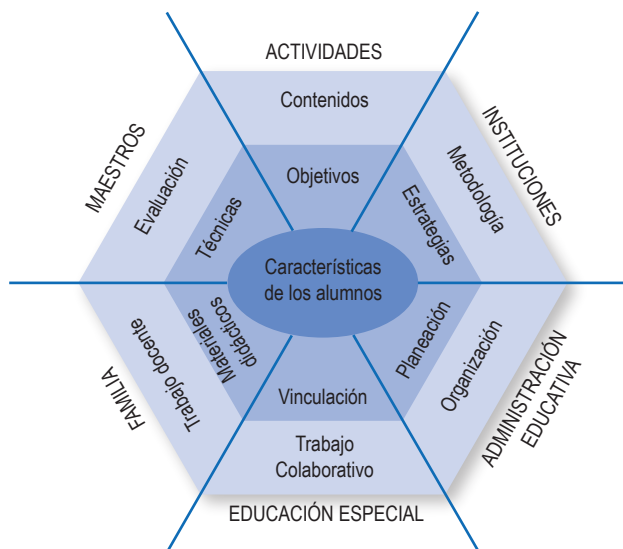 ACTIVIDADES
Contenidos
Objetivos
INSTITUCIONES
Metodología
Estrategias
MAESTROS
Evaluación
Técnicas
Características
de los alumnos
FAMILIA
Trabajo docente
Materiales
didácticos
Planeación
Organización
ADMINISTRACIÓN
EDUCATIVA
Vinculación
Trabajo
Colaborativo
EDUCACIÓN ESPECIAL